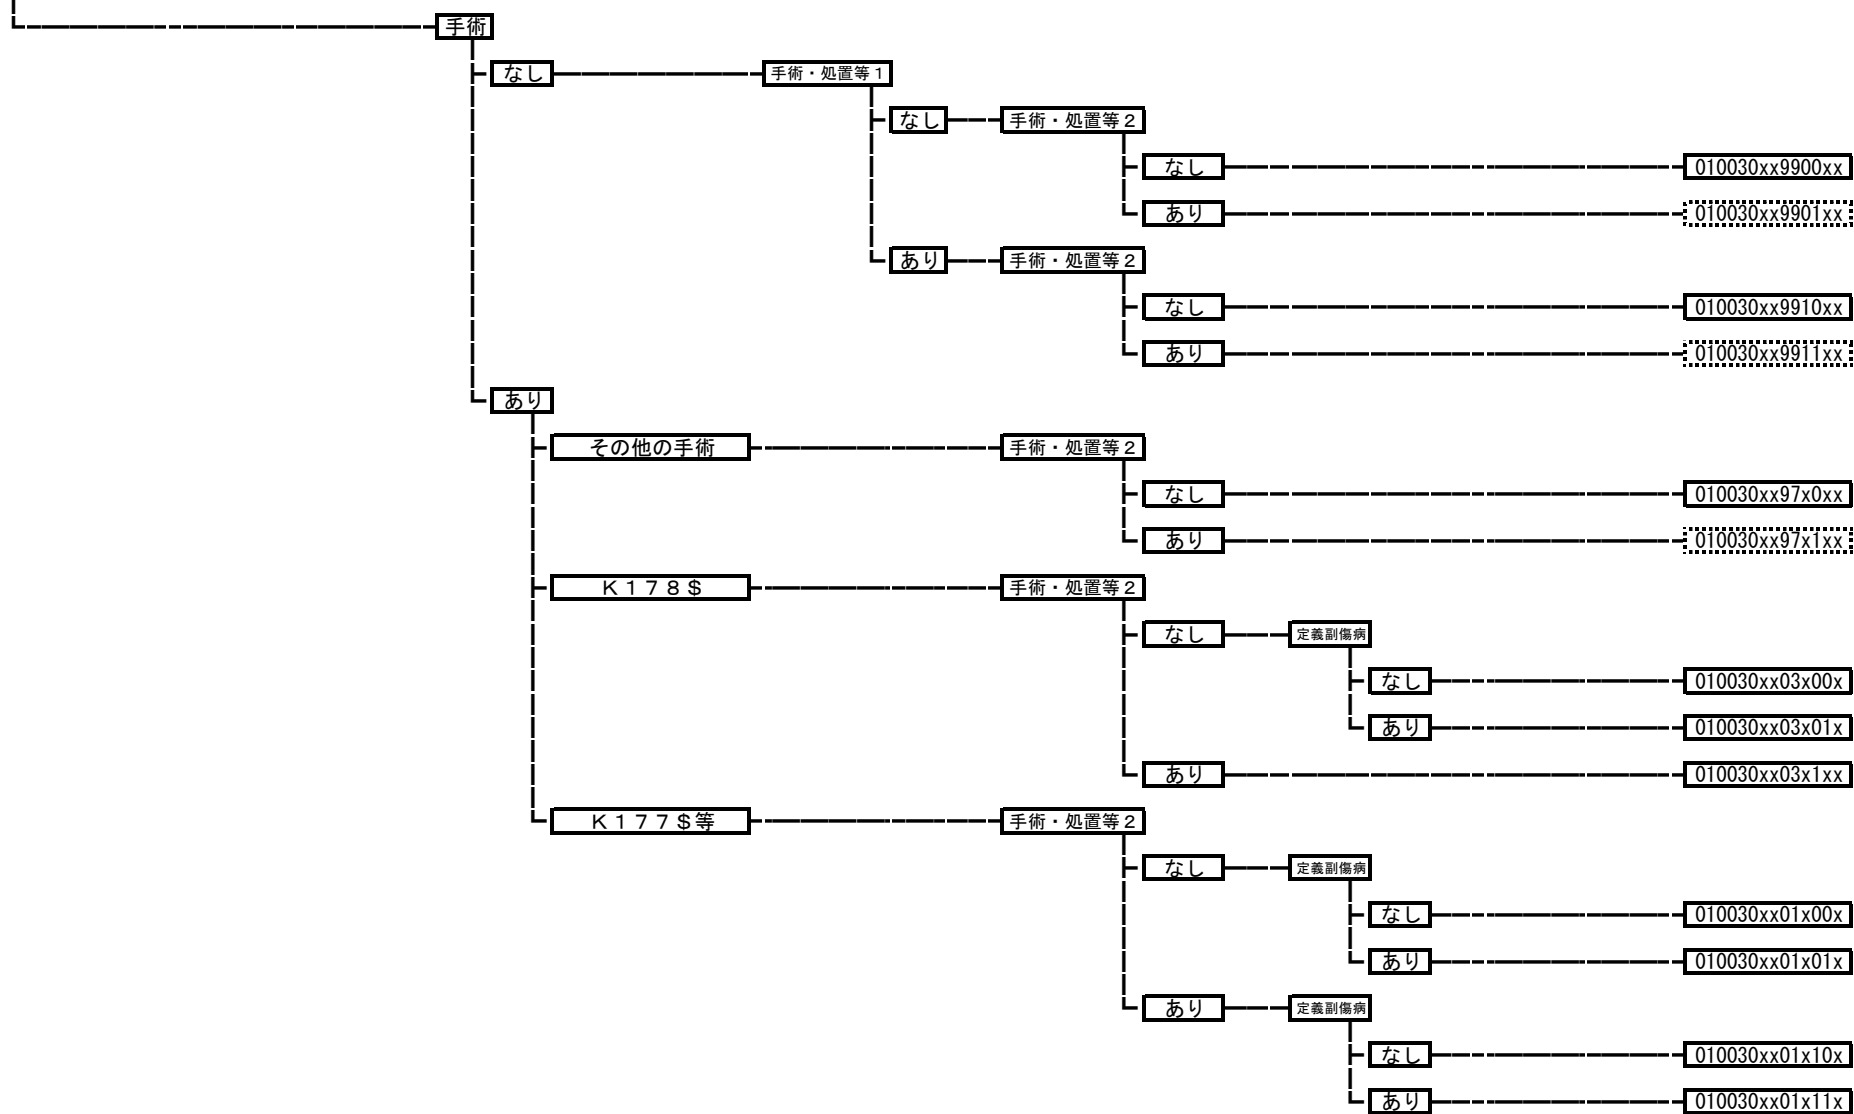 手術
なし 手術・処置等1
なし 手術・処置等2
なし 010030xx9900xx
あり 010030xx9901xx
あり 手術・処置等2
なし 010030xx9910xx
あり 010030xx9911xx
あり
その他の手術 手術・処置等2
なし 010030xx97x0xx
あり 010030xx97x1xx
K178$ 手術・処置等2
なし 定義副傷病
なし 010030xx03x00x
あり 010030xx03x01x
あり 010030xx03x1xx
K177$等 手術・処置等2
なし 定義副傷病
なし 010030xx01x00x
あり 010030xx01x01x
あり 定義副傷病
なし 010030xx01x10x
あり 010030xx01x11x